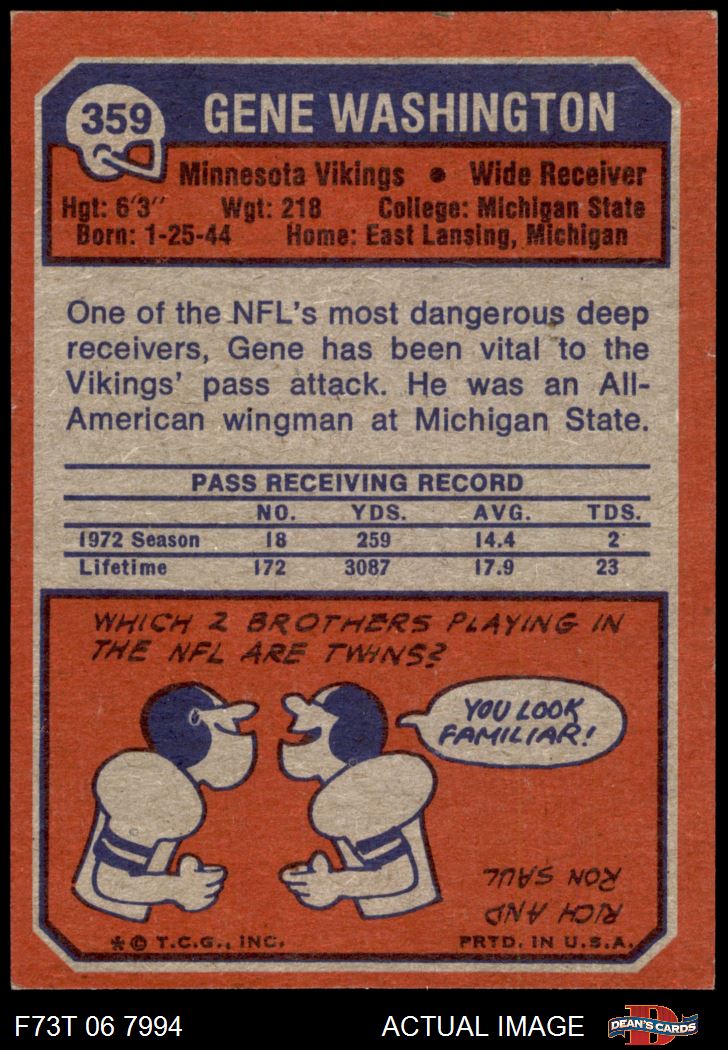 359
GENE WASHINGTON
Minnesota Vikings • Wide Receiver
Hgt: 6'3" Wgt: 218 College: Michigan State
Born: 1-25-44 Home: East Lansing, Michigan
One of the NFL's most dangerous deep
receivers, Gene has been vital to the
Vikings' pass attack. He was an All-
American wingman at Michigan State.
PASS RECEIVING RECORD
NO. YDS. AVG. TDS.
1972 Season 18 259 14.4 2
Lifetime 172 3087 17.9 23
WHICH 2 BROTHERS PLAYING IN
THE NFL ARE TWINS?
YOU LOOK
FAMILIAR!
RICH AND
RON SAUL
* © T.C.G., INC. PRTD. IN U.S.A.
F73T 06 7994 ACTUAL IMAGE
D
DEAN'S CARDS